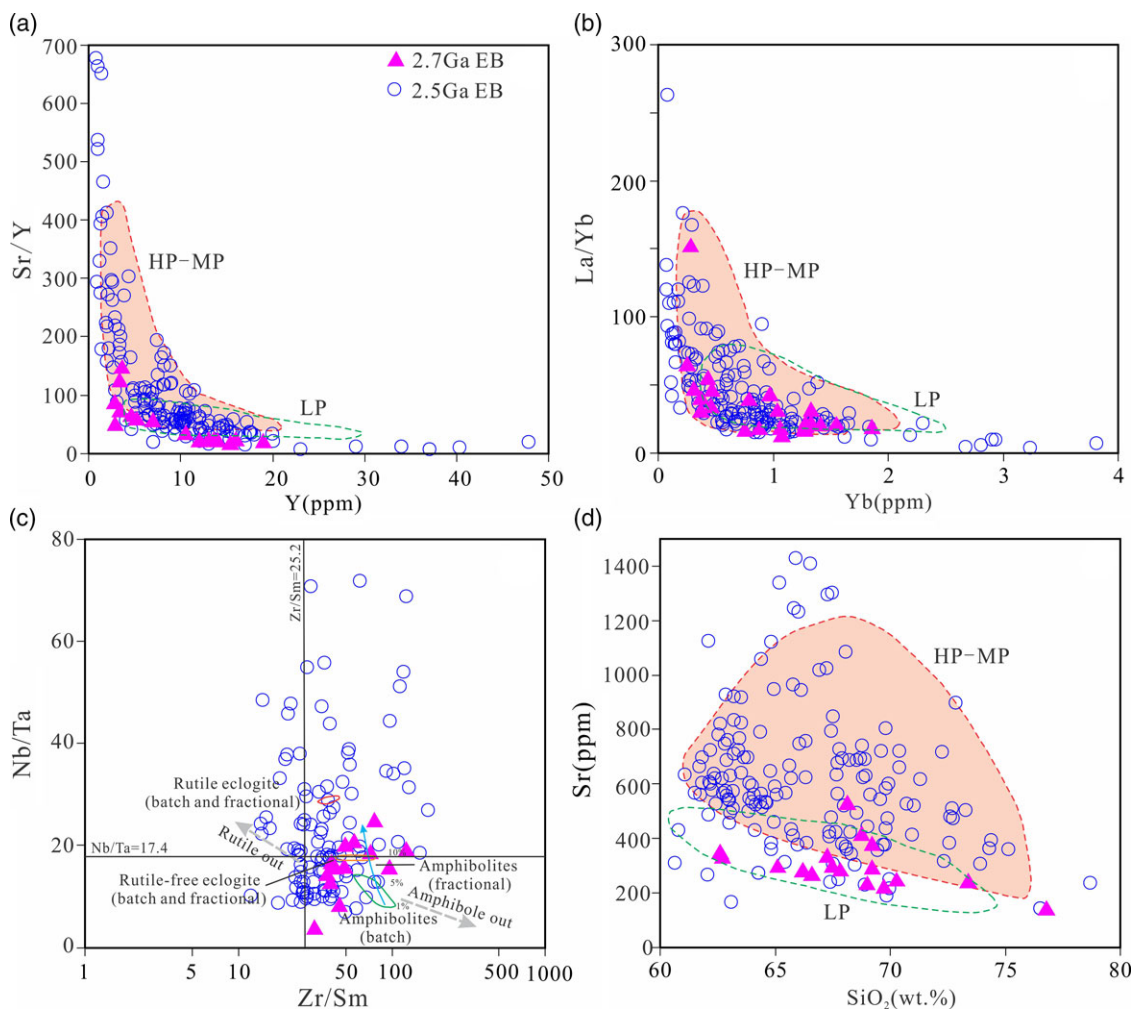 (a)
700
600
500
400
300
200
100
0
Sr/Y
2.7Ga EB
2.5Ga EB
HP-MP
LP
0
10
20
30
40
50
Y(ppm)
(b)
300
200
100
0
La/Yb
HP-MP
LP
0
1
2
3
4
Yb(ppm)
(c)
80
60
40
20
0
Nb/Ta
Zr/Sm=25.2
Rutile eclogite
(batch and fractional)
Rutile out
Nb/Ta=17.4
10%
Rutile-free eclogite
(batch and fractional)
Amphibolites
(fractional)
5%
1%
Amphibole out
Amphibolites
(batch)
1
5
10
50
100
500
1000
Zr/Sm
(d)
1400
1200
1000
800
600
400
200
0
Sr(ppm)
HP-MP
LP
60
65
70
75
80
SiO₂(wt.%)